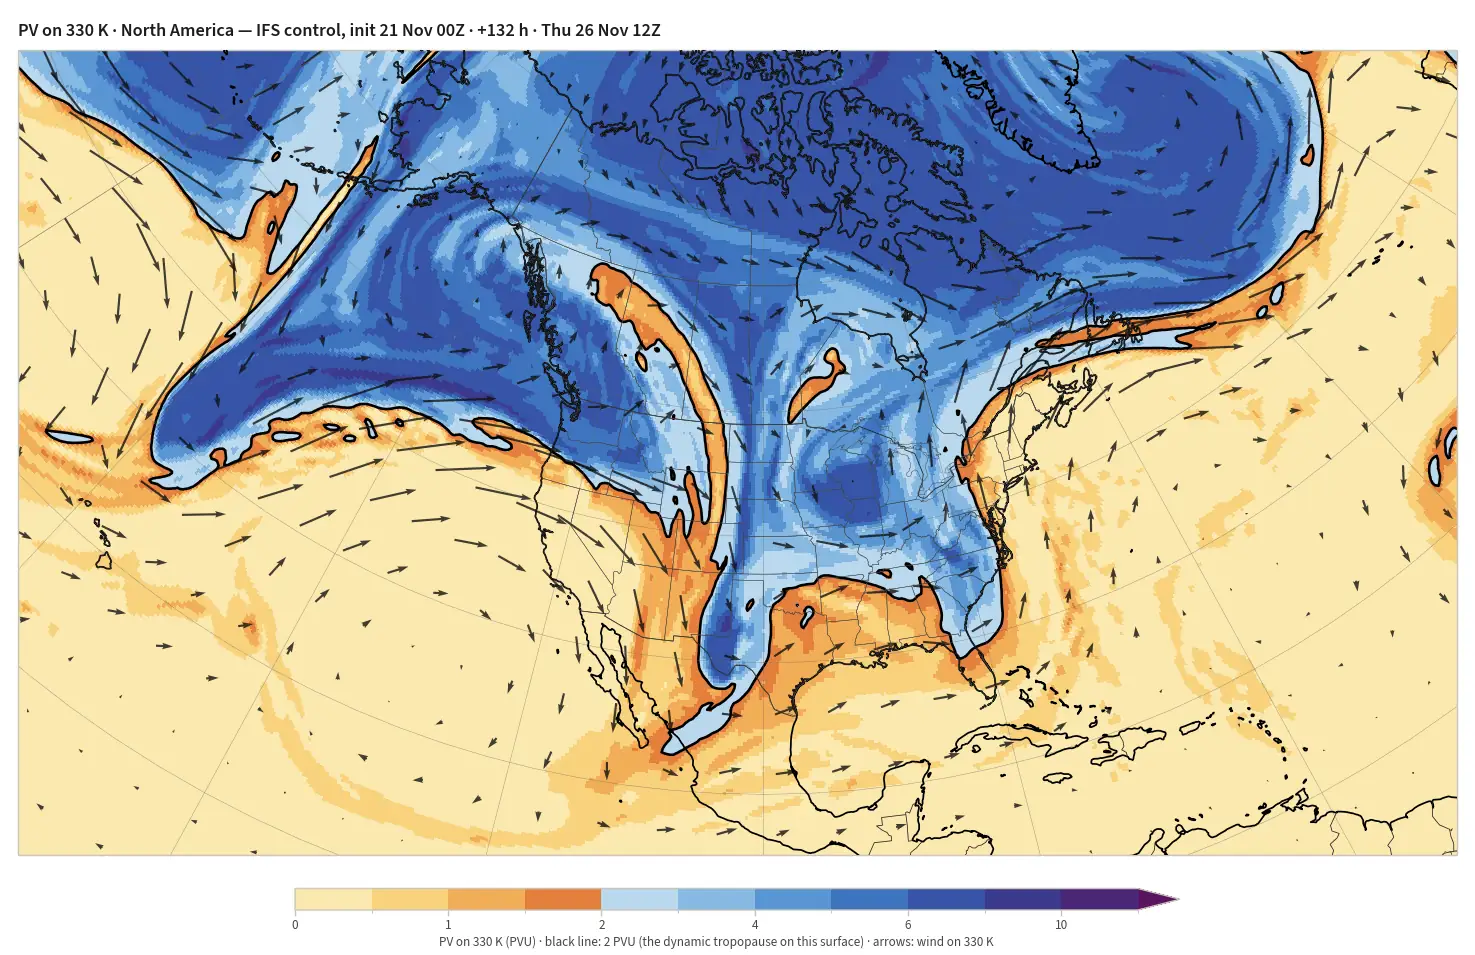 PV on 330 K · North America — IFS control, init 21 Nov 00Z · +132 h · Thu 26 Nov 12Z
0 1 2 4 6 10
PV on 330 K (PVU) · black line: 2 PVU (the dynamic tropopause on this surface) · arrows: wind on 330 K